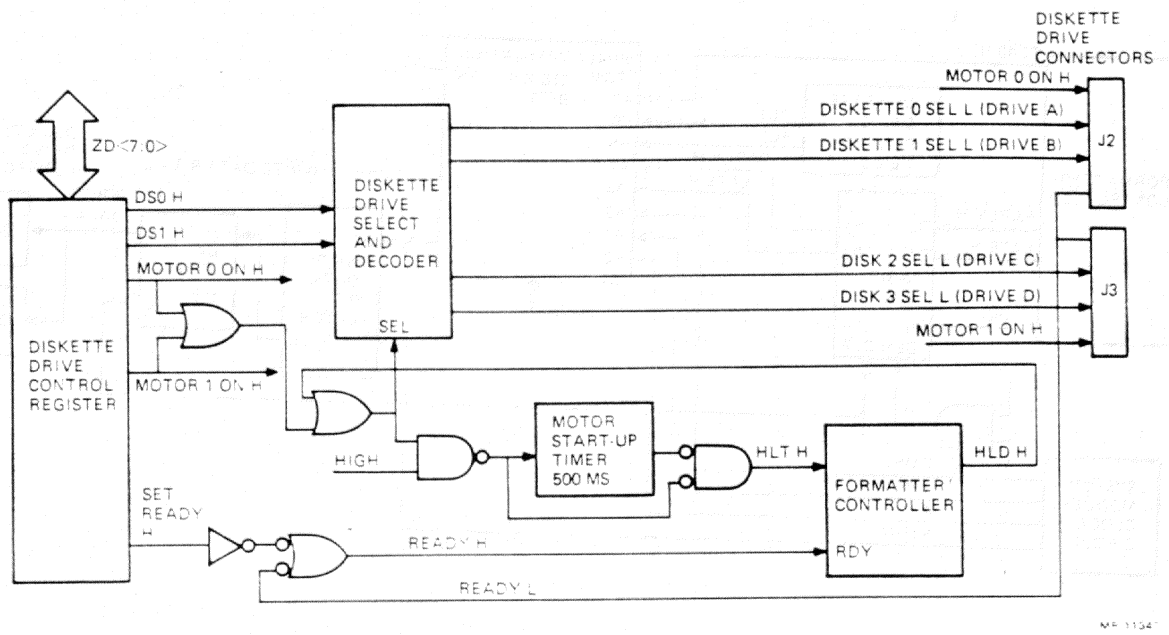 DISKETTE
DRIVE
CONNECTORS
MOTOR 0 ON H
DISKETTE 0 SEL L (DRIVE A)
DISKETTE 1 SEL L (DRIVE B)
J2
ZD<7:0>
DS0 H
DS1 H
MOTOR 0 ON H
DISKETTE
DRIVE
SELECT
AND
DECODER
SEL
DISK 2 SEL L (DRIVE C)
DISK 3 SEL L (DRIVE D)
MOTOR 1 ON H
J3
DISKETTE
DRIVE
CONTROL
REGISTER
MOTOR 1 ON H
HIGH
MOTOR
START-UP
TIMER
500 MS
HLT H
HLD H
FORMATTER/
CONTROLLER
RDY
SET
READY
H
READY H
READY L